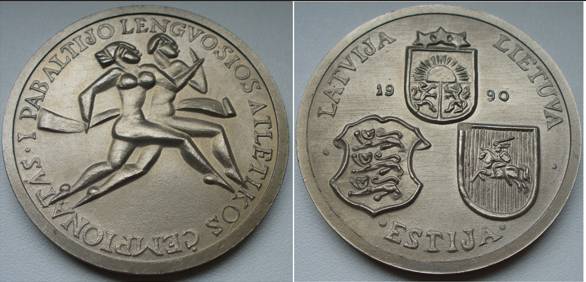 · I PABALTIJO LENGVOSIOS ATLETIKOS ČEMPIONATAS
· LATVIJA
LIETUVA ·
19 90
· ESTIJA ·